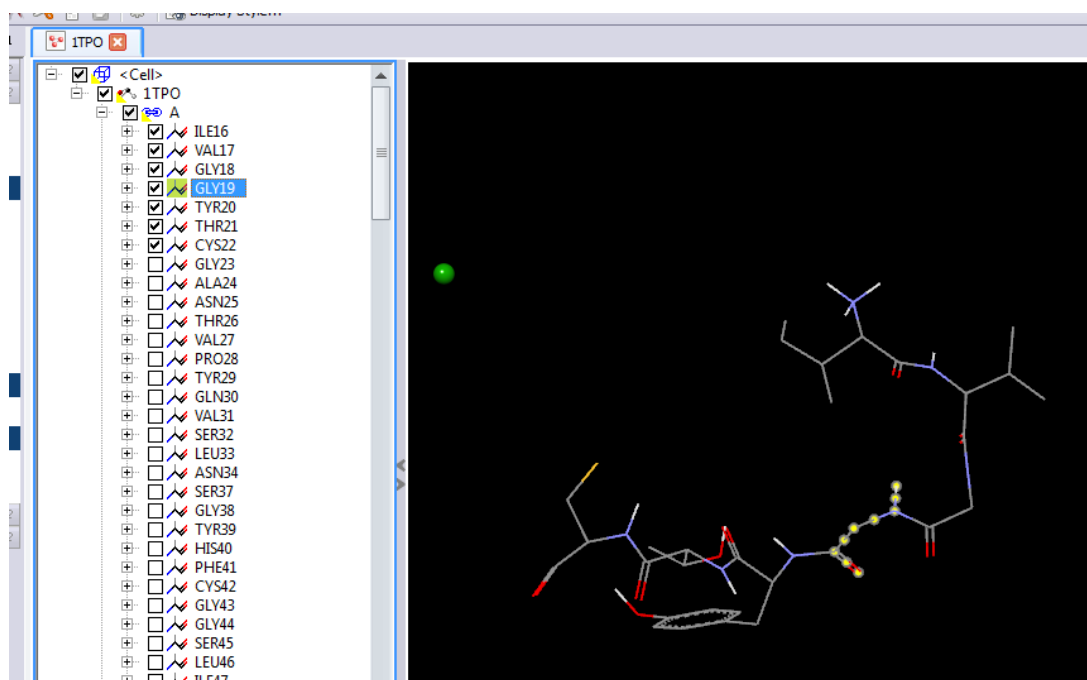 Display Style...
1TPO
<Cell>
1TPO
A
ILE16
VAL17
GLY18
GLY19
TYR20
THR21
CYS22
GLY23
ALA24
ASN25
THR26
VAL27
PRO28
TYR29
GLN30
VAL31
SER32
LEU33
ASN34
SER37
GLY38
TYR39
HIS40
PHE41
CYS42
GLY43
GLY44
SER45
LEU46
ILE47